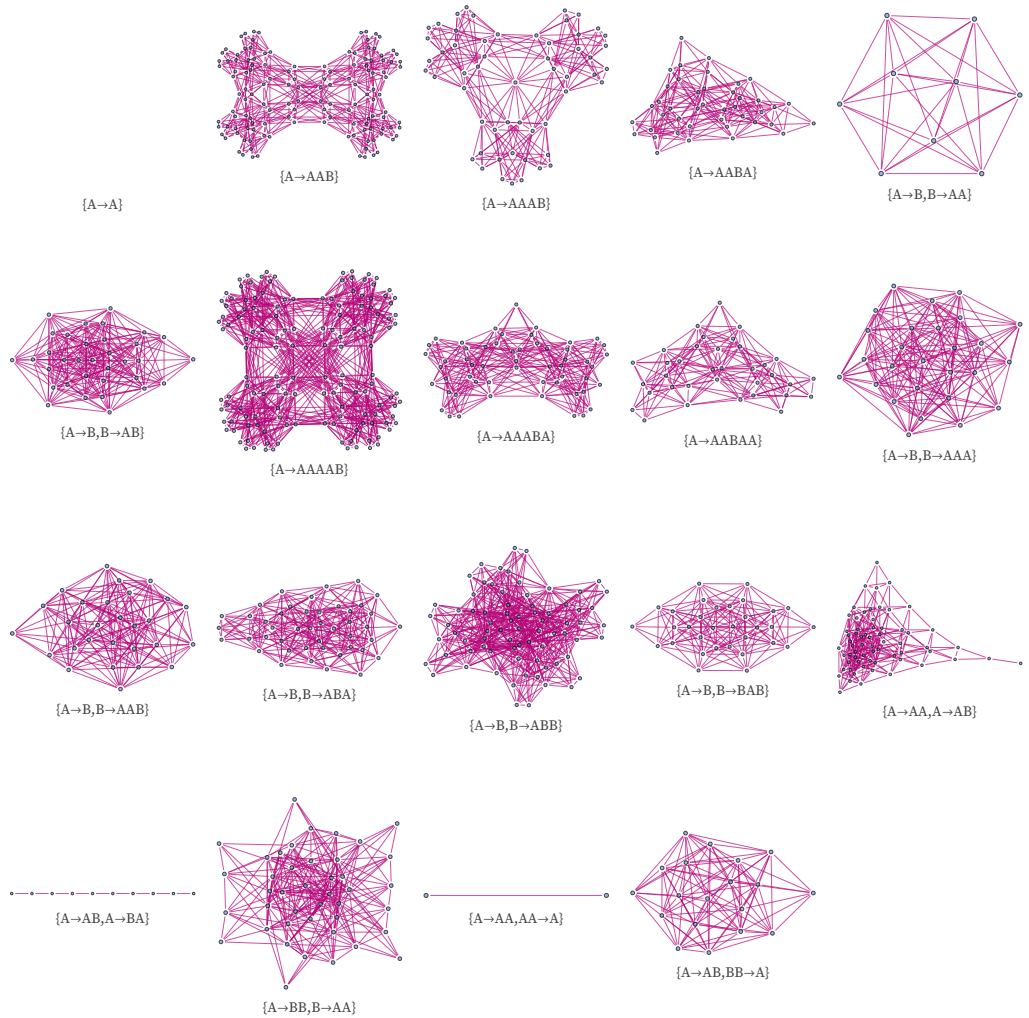 {A→A}
{A→AAB}
{A→AAAB}
{A→AABA}
{A→B,B→AA}
{A→B,B→AB}
{A→AAAAB}
{A→AAABA}
{A→AABAA}
{A→B,B→AAA}
{A→B,B→AAB}
{A→B,B→ABA}
{A→B,B→ABB}
{A→B,B→BAB}
{A→AA,A→AB}
{A→AB,A→BA}
{A→BB,B→AA}
{A→AA,AA→A}
{A→AB,BB→A}